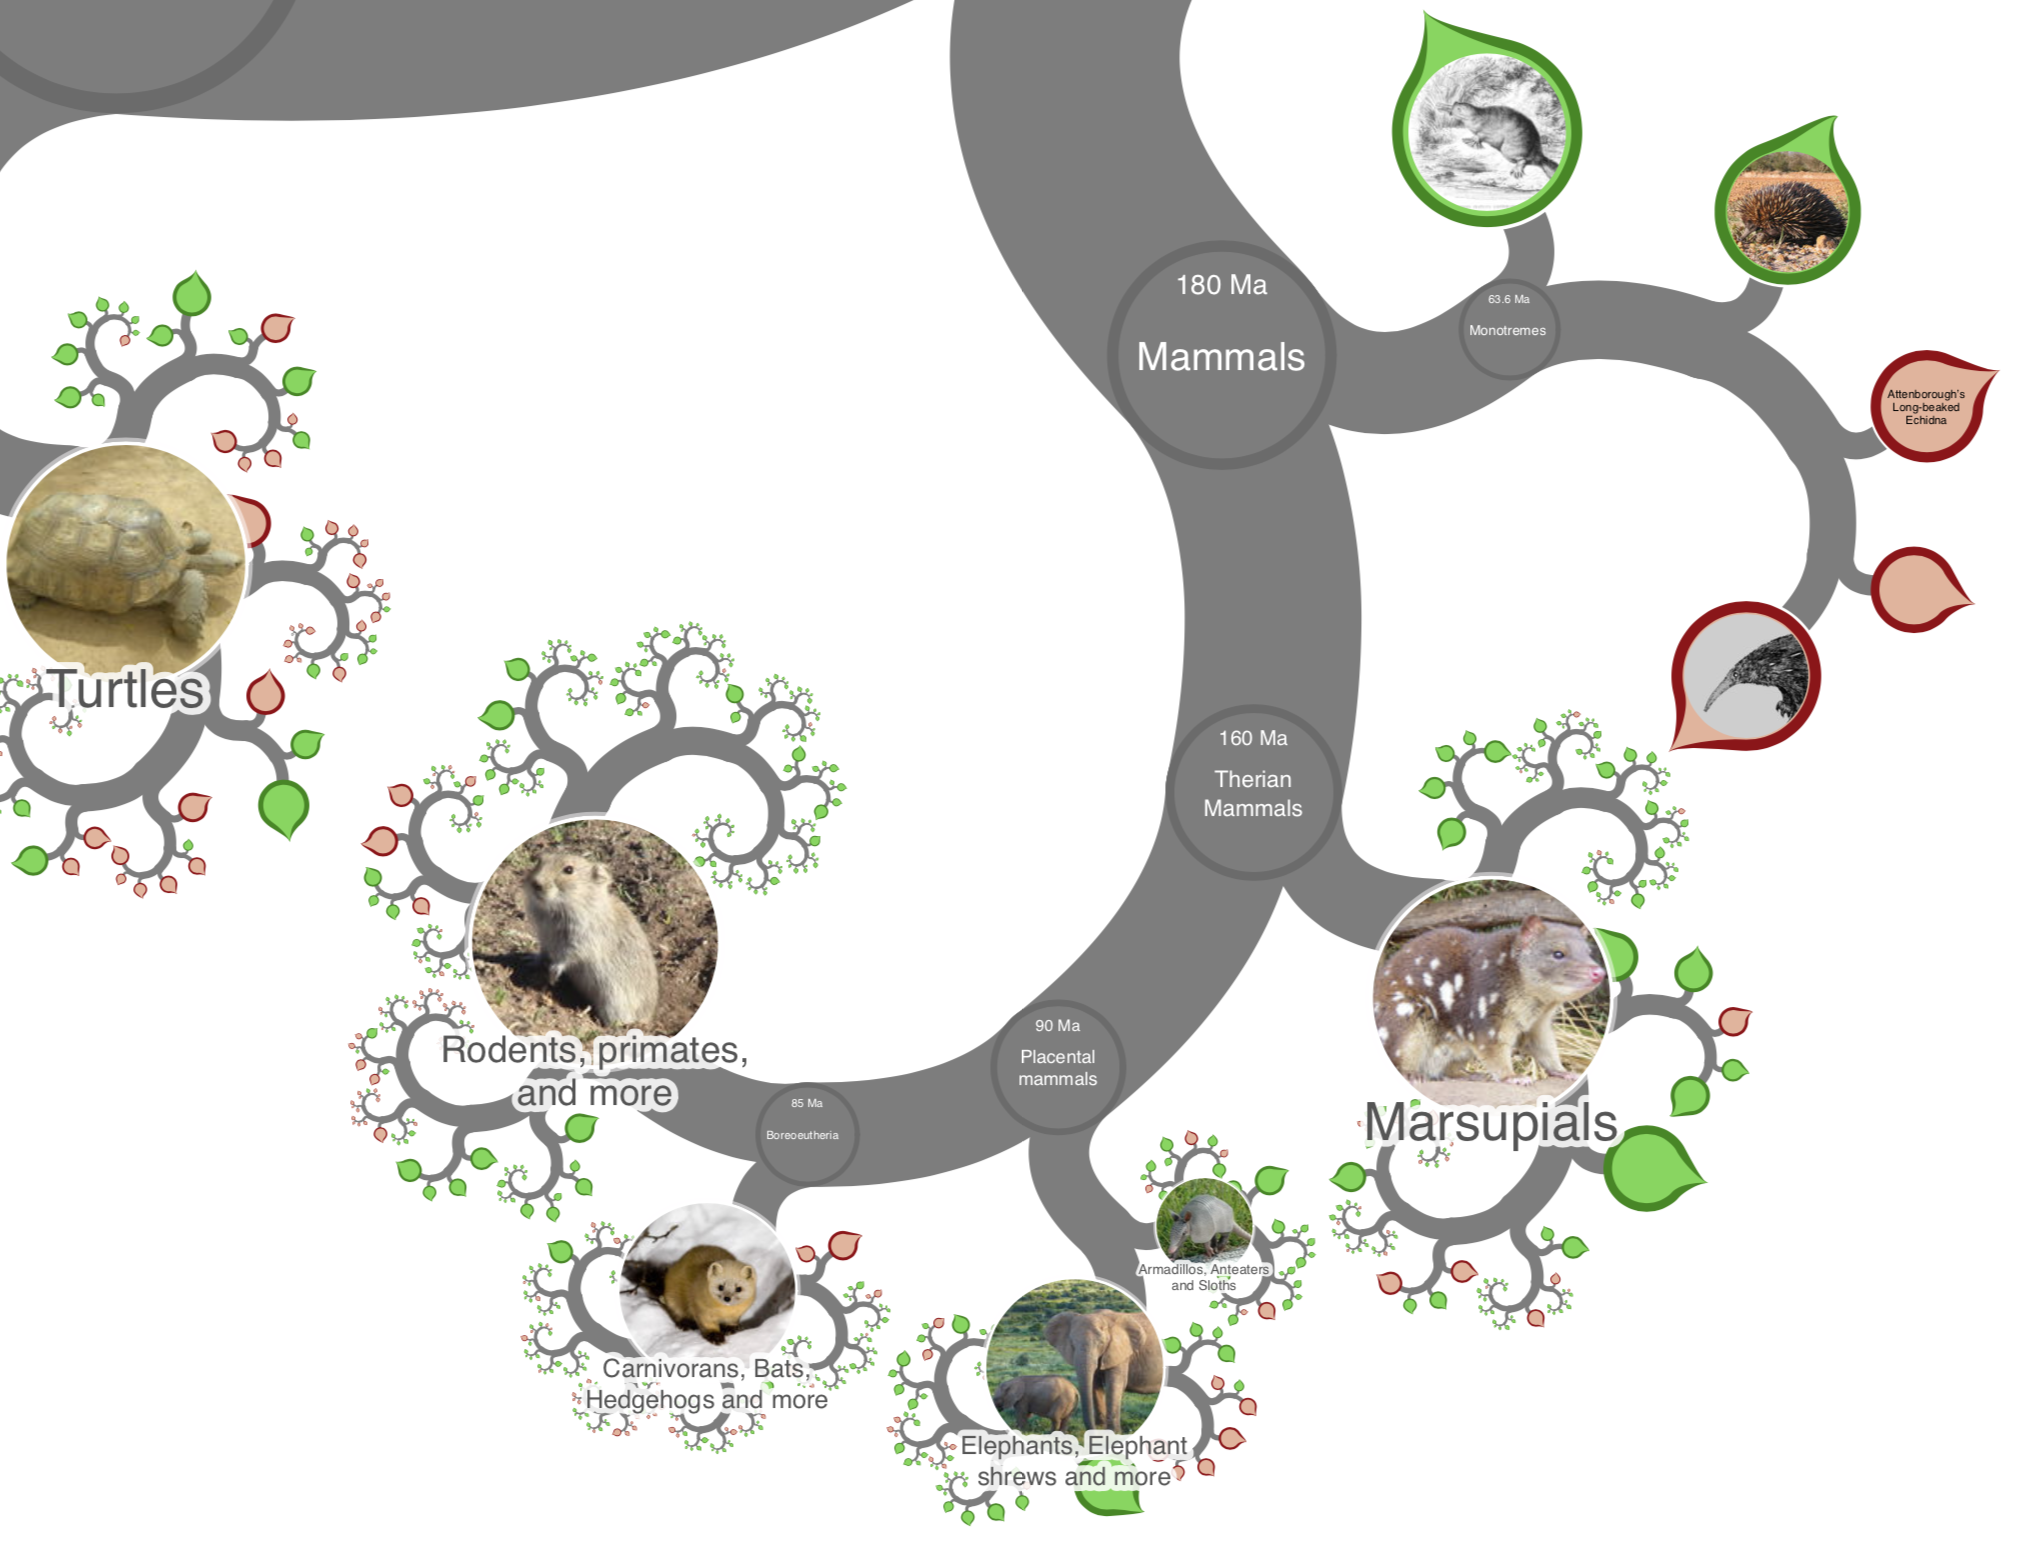 180 Ma
Mammals
63.6 Ma
Monotremes
Attenborough's
Long-beaked
Echidna
Turtles
160 Ma
Therian
Mammals
Rodents, primates,
and more
90 Ma
Placental
mammals
85 Ma
Boreoeutheria
Marsupials
Armadillos, Anteaters
and Sloths
Carnivorans, Bats,
Hedgehogs and more
Elephants, Elephant
shrews and more